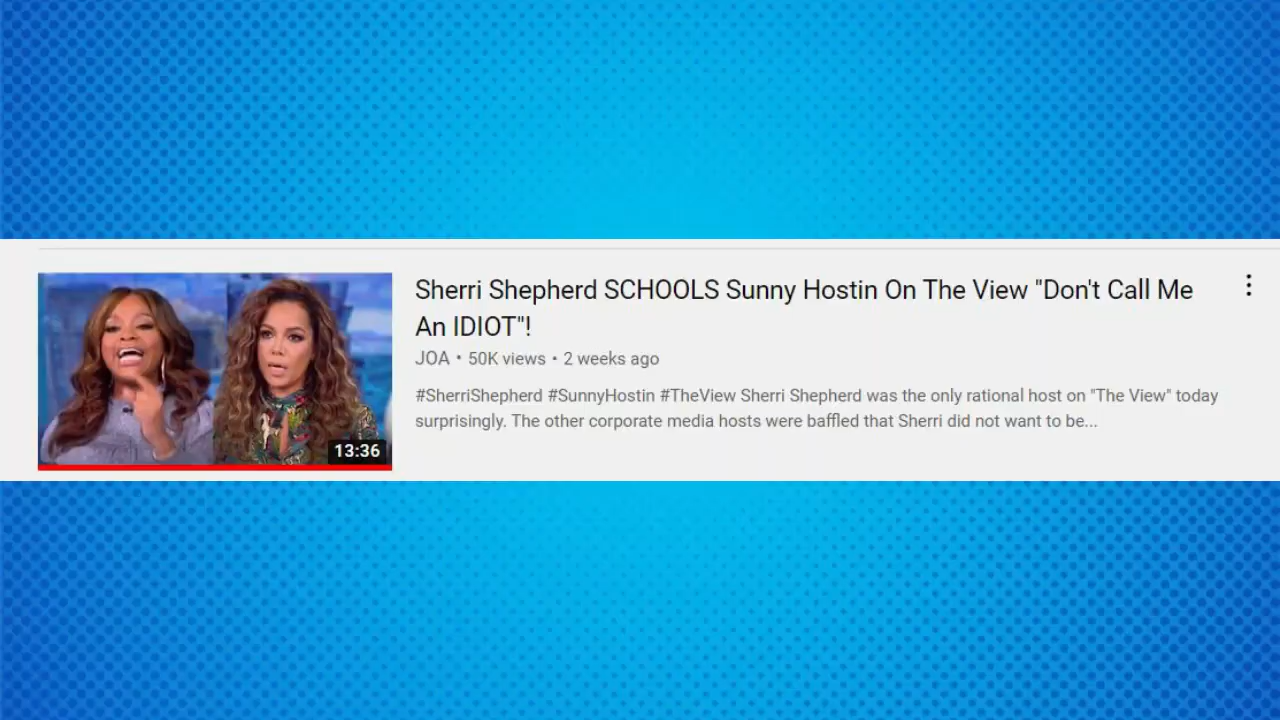 Sherri Shepherd SCHOOLS Sunny Hostin On The View "Don't Call Me
An IDIOT"!
JOA • 50K views • 2 weeks ago
#SherriShepherd #SunnyHostin #TheView Sherri Shepherd was the only rational host on "The View" today
surprisingly. The other corporate media hosts were baffled that Sherri did not want to be...
13:36